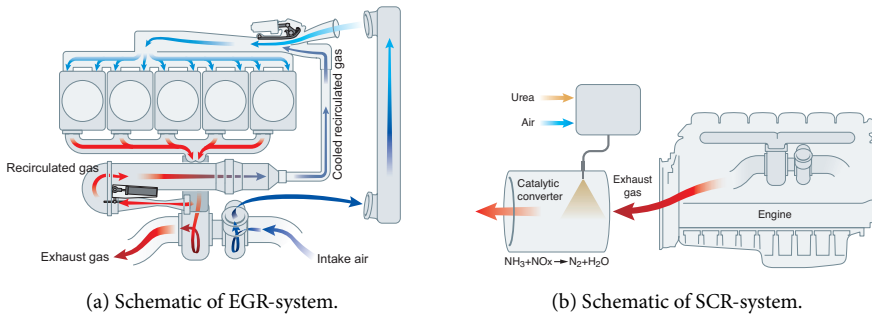 Cooled recirculated gas
Recirculated gas
Exhaust gas
Intake air
(a) Schematic of EGR-system.
Urea
Air
Catalytic
converter
Exhaust
gas
Engine
NH₃+NOx→N₂+H₂O
(b) Schematic of SCR-system.